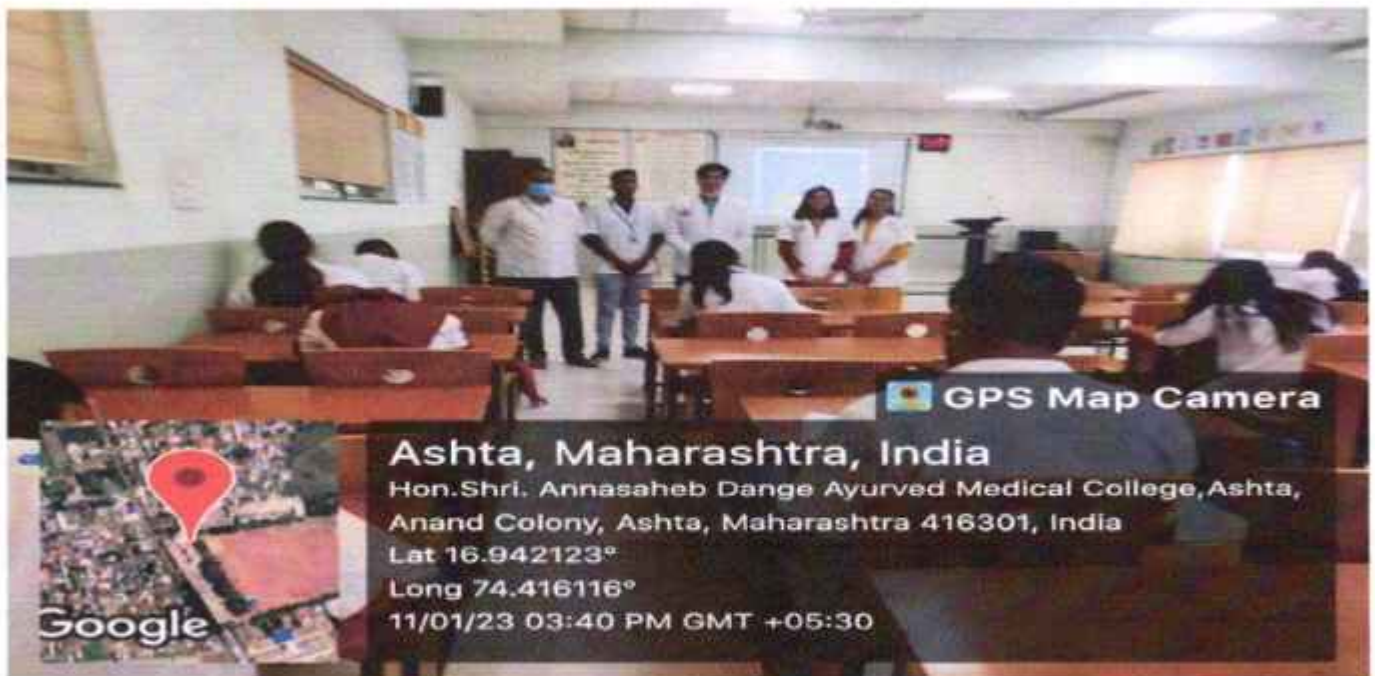 GPS Map Camera
Ashta, Maharashtra, India
Hon.Shri. Annasaheb Dange Ayurved Medical College,Ashta,
Anand Colony, Ashta, Maharashtra 416301, India
Lat 16.942123°
Long 74.416116°
11/01/23 03:40 PM GMT +05:30
Google